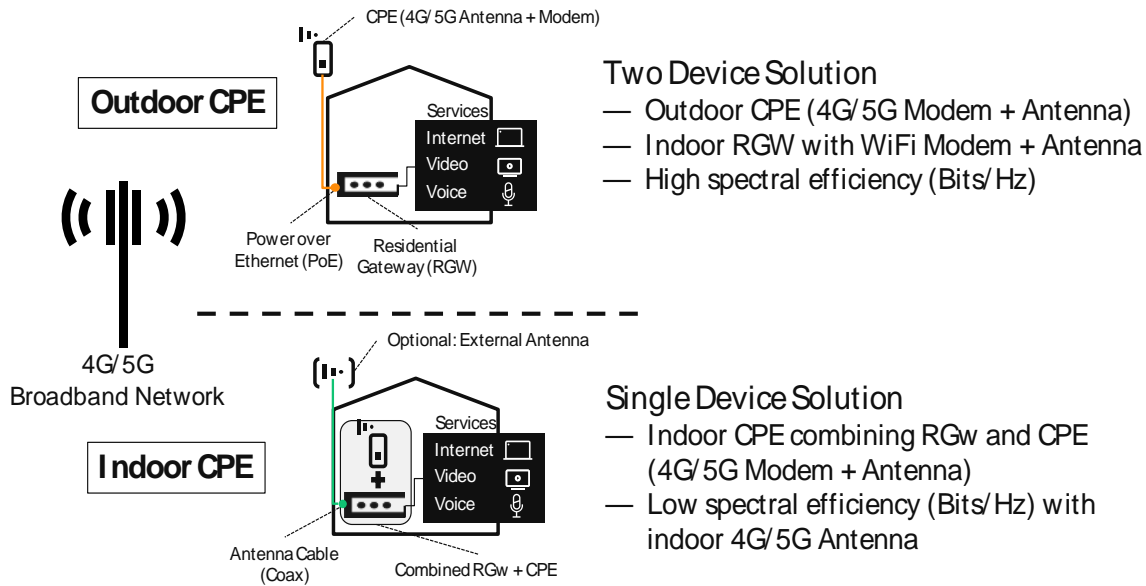 CPE (4G/5G Antenna + Modem)
Outdoor CPE
Services
Internet
Video
Voice
Power over
Ethernet (PoE)
Residential
Gateway (RGW)
Two Device Solution
— Outdoor CPE (4G/5G Modem + Antenna)
— Indoor RGW with WiFi Modem + Antenna
— High spectral efficiency (Bits/Hz)
4G/5G
Broadband Network
Optional: External Antenna
Indoor CPE
Services
Internet
Video
Voice
Antenna Cable
(Coax)
Combined RGw + CPE
Single Device Solution
— Indoor CPE combining RGw and CPE
(4G/5G Modem + Antenna)
— Low spectral efficiency (Bits/Hz) with
indoor 4G/5G Antenna